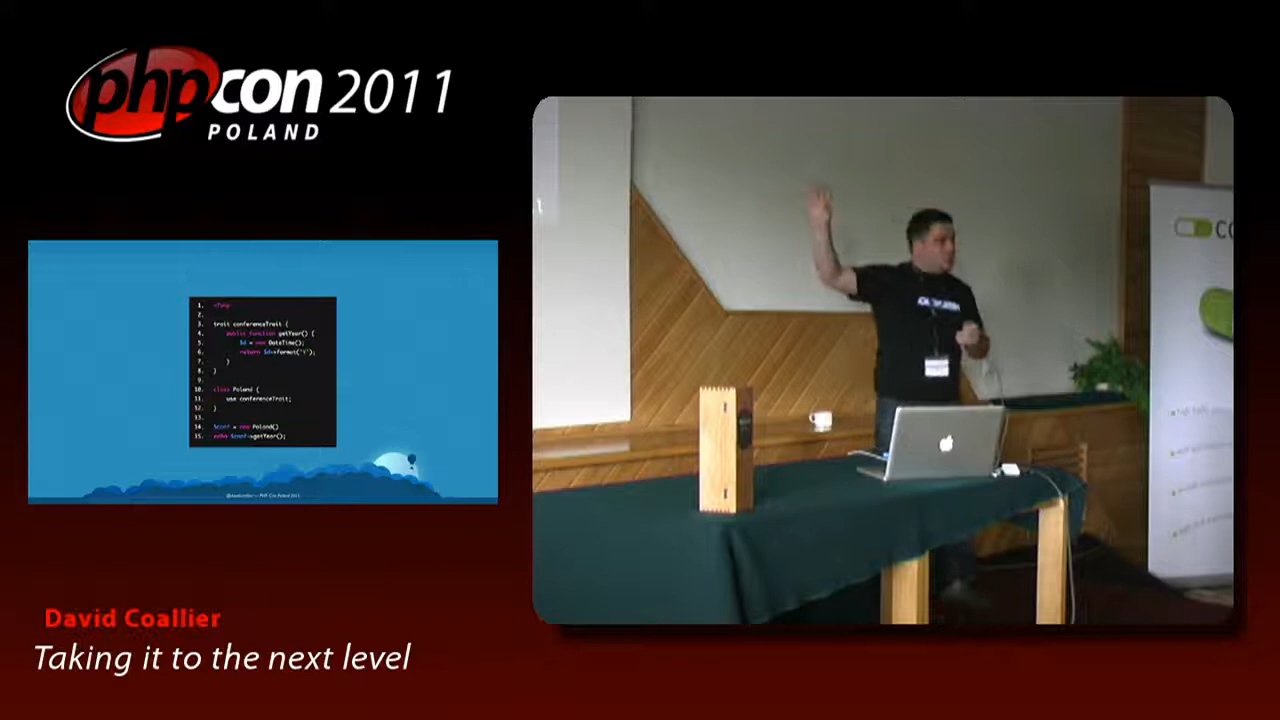 phpcon 2011
POLAND
1. <?php
2.
3. trait conferenceTrait {
4. public function getYear() {
5. $d = new DateTime();
6. return $d->format('Y');
7. }
8. }
9.
10. class Poland {
11. use conferenceTrait;
12. }
13.
14. $conf = new Poland()
15. echo $conf->getYear();
David Coallier
Taking it to the next level